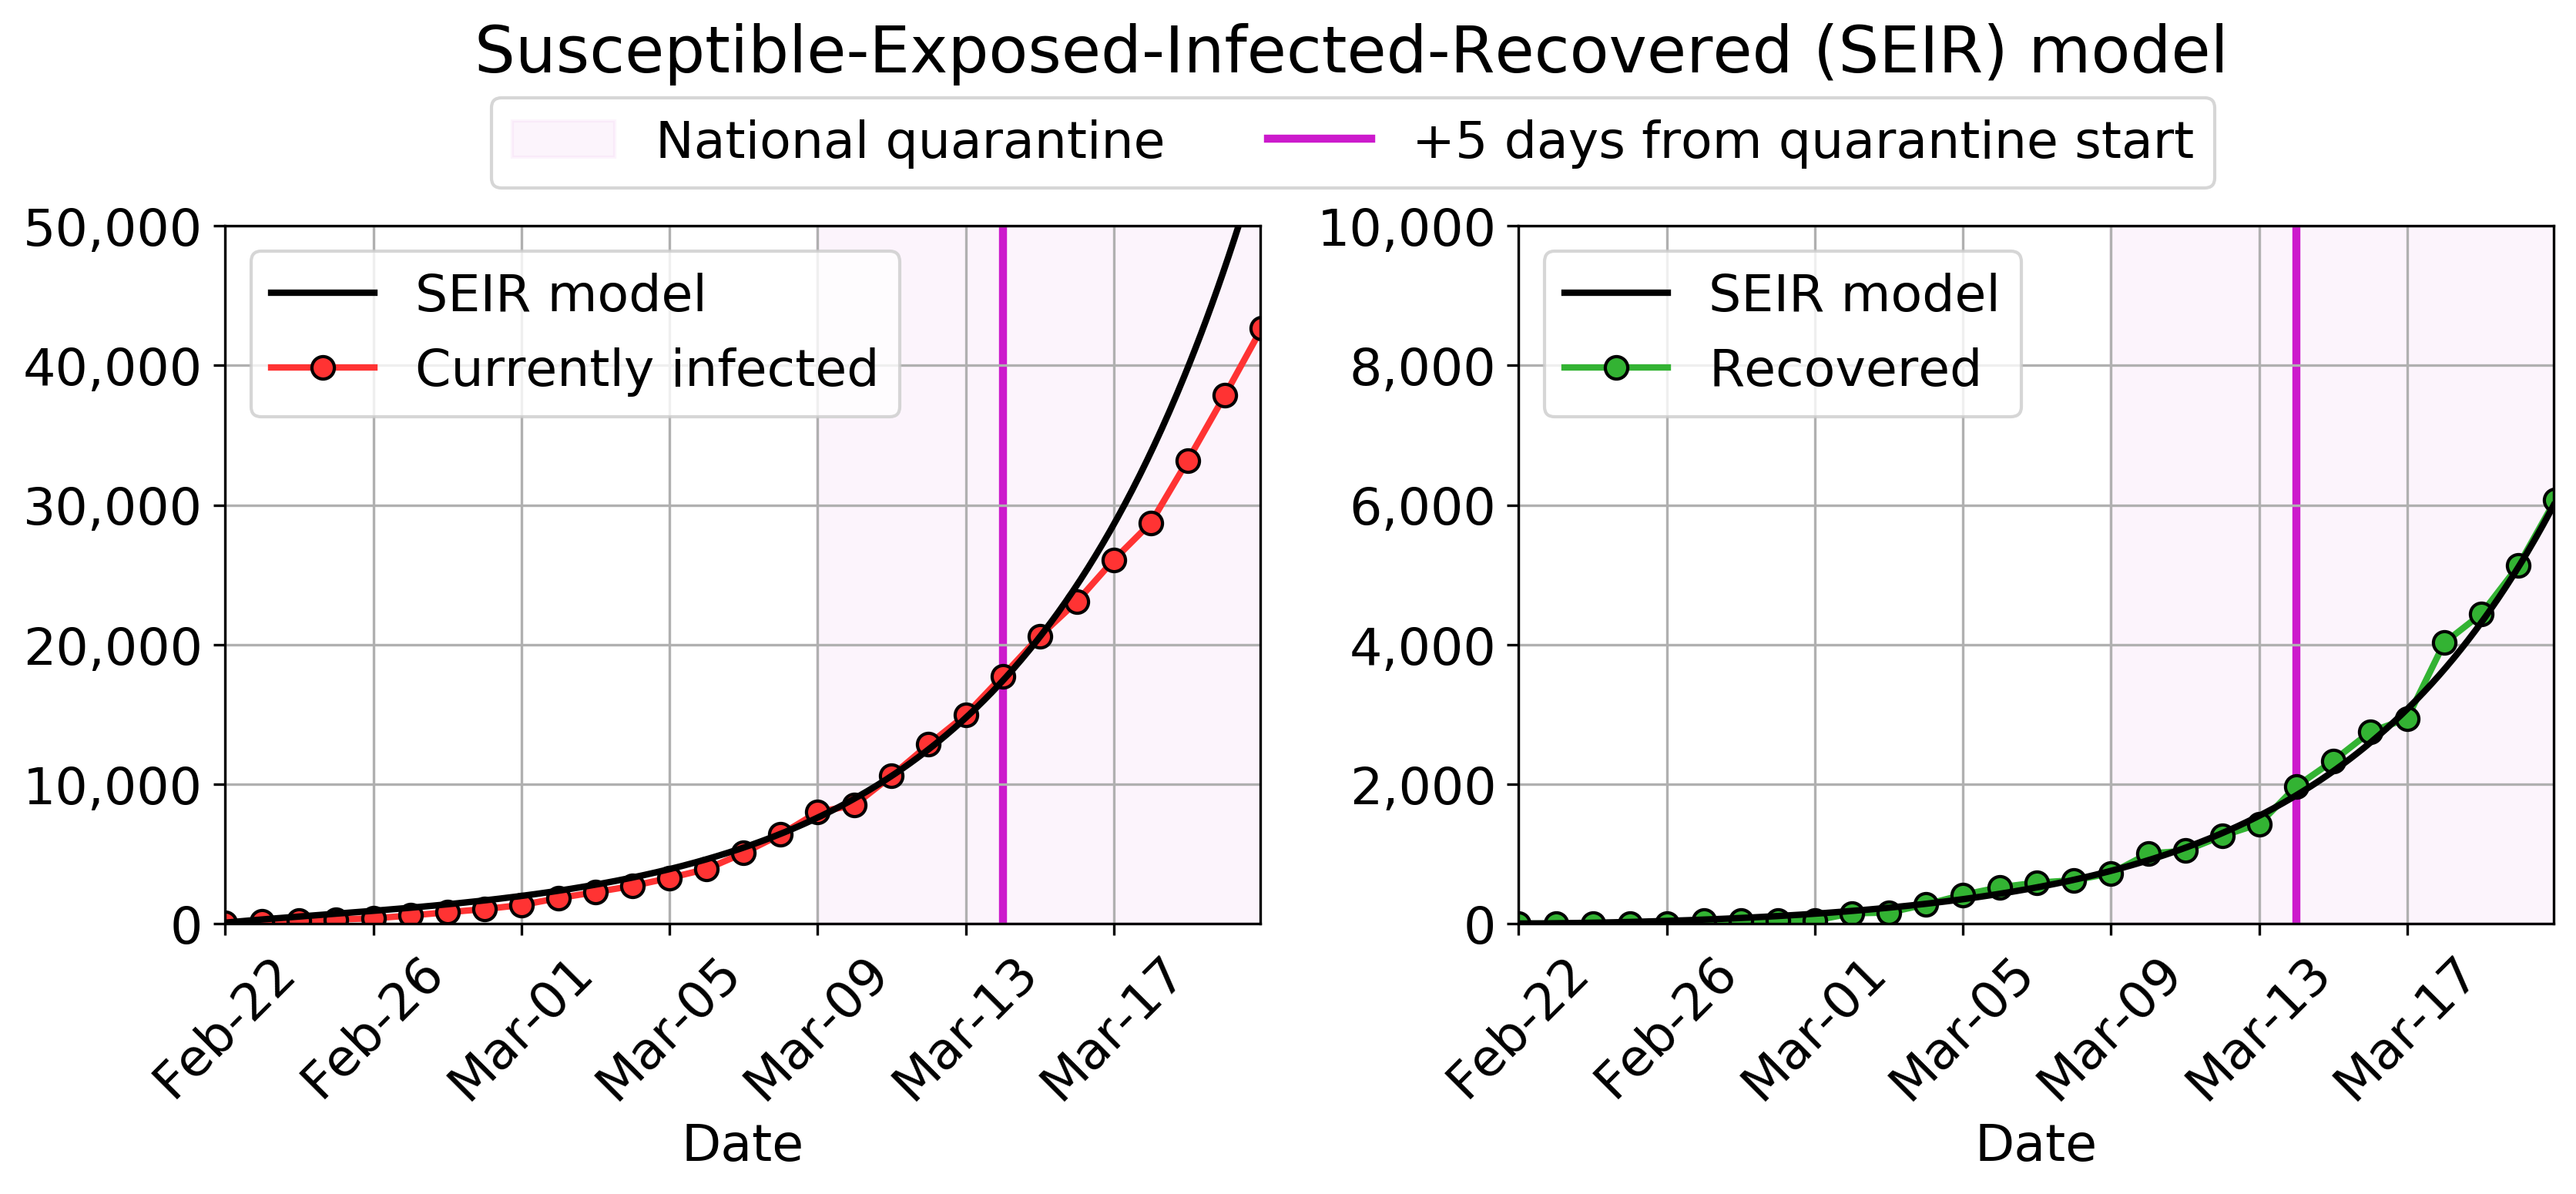 Susceptible-Exposed-Infected-Recovered (SEIR) model
National quarantine
+5 days from quarantine start
50,000
40,000
30,000
20,000
10,000
0
SEIR model
Currently infected
Feb-22
Feb-26
Mar-01
Mar-05
Mar-09
Mar-13
Mar-17
Date
10,000
8,000
6,000
4,000
2,000
0
SEIR model
Recovered
Feb-22
Feb-26
Mar-01
Mar-05
Mar-09
Mar-13
Mar-17
Date